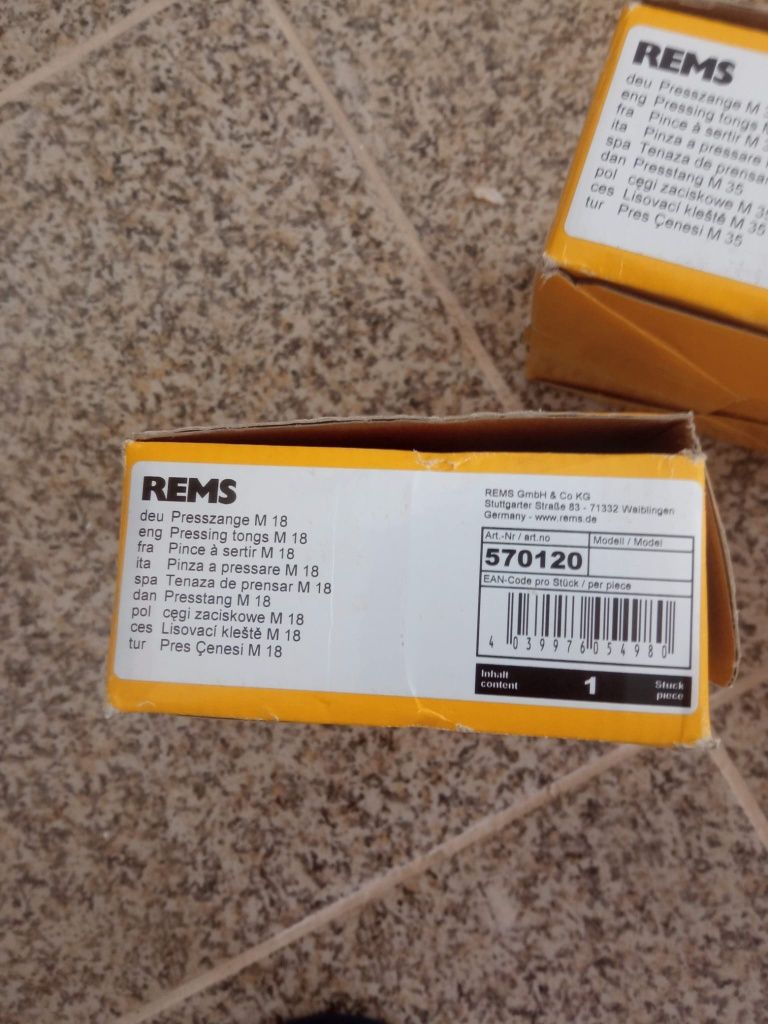 REMS
deu Presszange M 3
eng Pressing tongs M
fra Pince à sertir M 3
ita Pinza a pressare
spa Tenaza de prensar
dan Presstang M 35
pol cęgi zaciskowe M 35
ces Lisovací kleště M 35
tur Pres Çenesi M 35
REMS
deu Presszange M 18
eng Pressing tongs M 18
fra Pince à sertir M 18
ita Pinza a pressare M 18
spa Tenaza de prensar M 18
dan Presstang M 18
pol cęgi zaciskowe M 18
ces Lisovací kleště M 18
tur Pres Çenesi M 18
REMS GmbH & Co KG
Stuttgarter Straße 83 - 71332 Waiblingen
Germany - www.rems.de
Art.-Nr / art.no Modell / Model
570120
EAN-Code pro Stück / per piece
4 039976 054980
Inhalt content 1 Stück piece